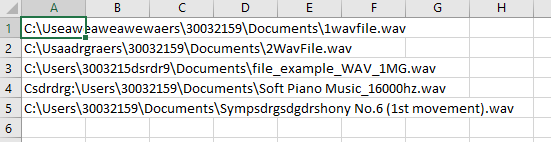 A B C D E F G H I
1 C:\Useaweaweawewaers\30032159\Documents\1wavfile.wav
2 C:\Usaadrgraers\30032159\Documents\2WavFile.wav
3 C:\Users\3003215dsrdr9\Documents\file_example_WAV_1MG.wav
4 Csdrdrg:\Users\30032159\Documents\Soft Piano Music_16000hz.wav
5 C:\Users\30032159\Documents\Sympsdrgsdgdrshony No.6 (1st movement).wav
6